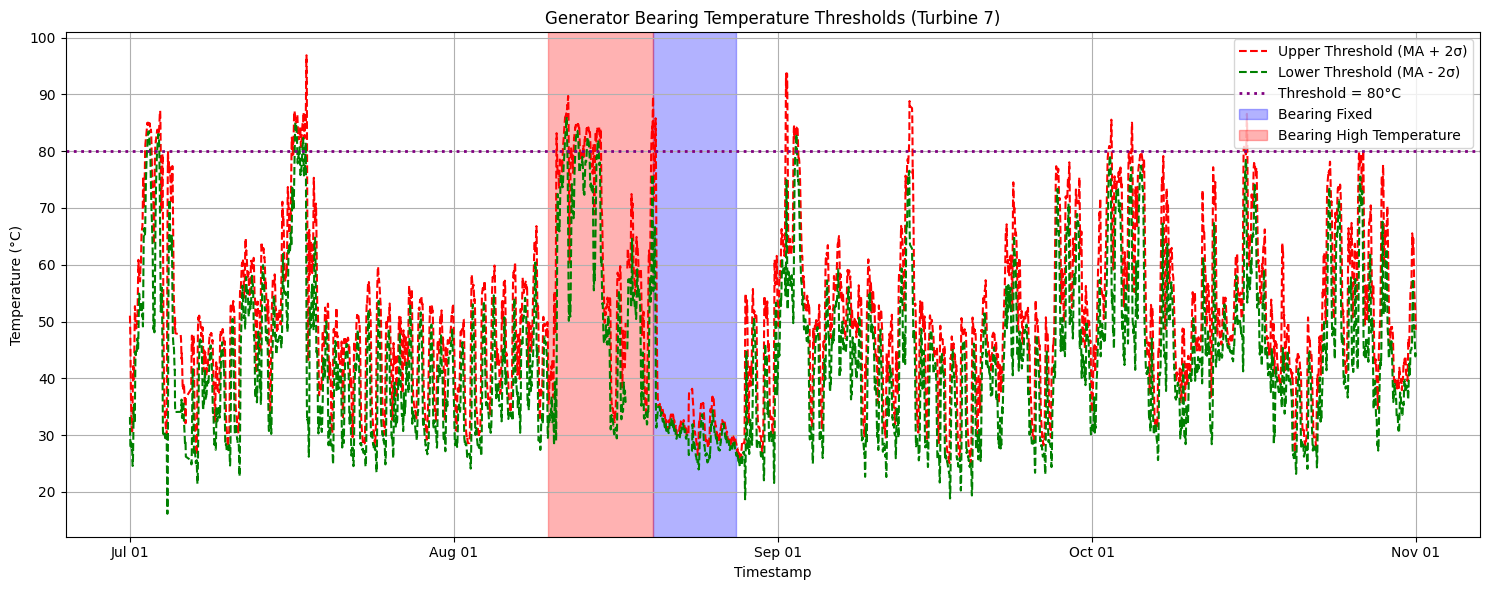 Generator Bearing Temperature Thresholds (Turbine 7)
Upper Threshold (MA + 2σ)
Lower Threshold (MA - 2σ)
Threshold = 80°C
Bearing Fixed
Bearing High Temperature
Temperature (°C)
100
90
80
70
60
50
40
30
20
Jul 01
Aug 01
Sep 01
Oct 01
Nov 01
Timestamp